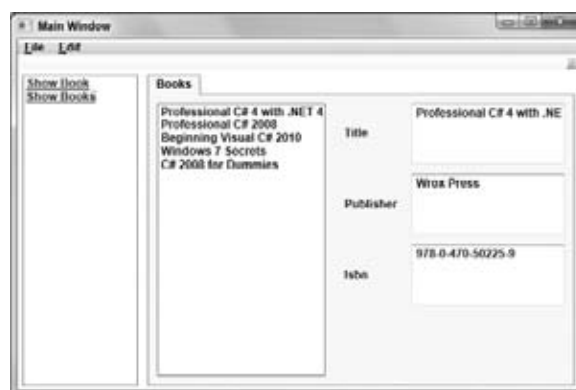 Main Window
File Edit
Show Book
Show Books
Books
Professional C# 4 with .NET 4
Professional C# 2008
Beginning Visual C# 2010
Windows 7 Secrets
C# 2008 for Dummies
Title
Professional C# 4 with .NE
Publisher
Wrox Press
Isbn
978-0-470-50225-9